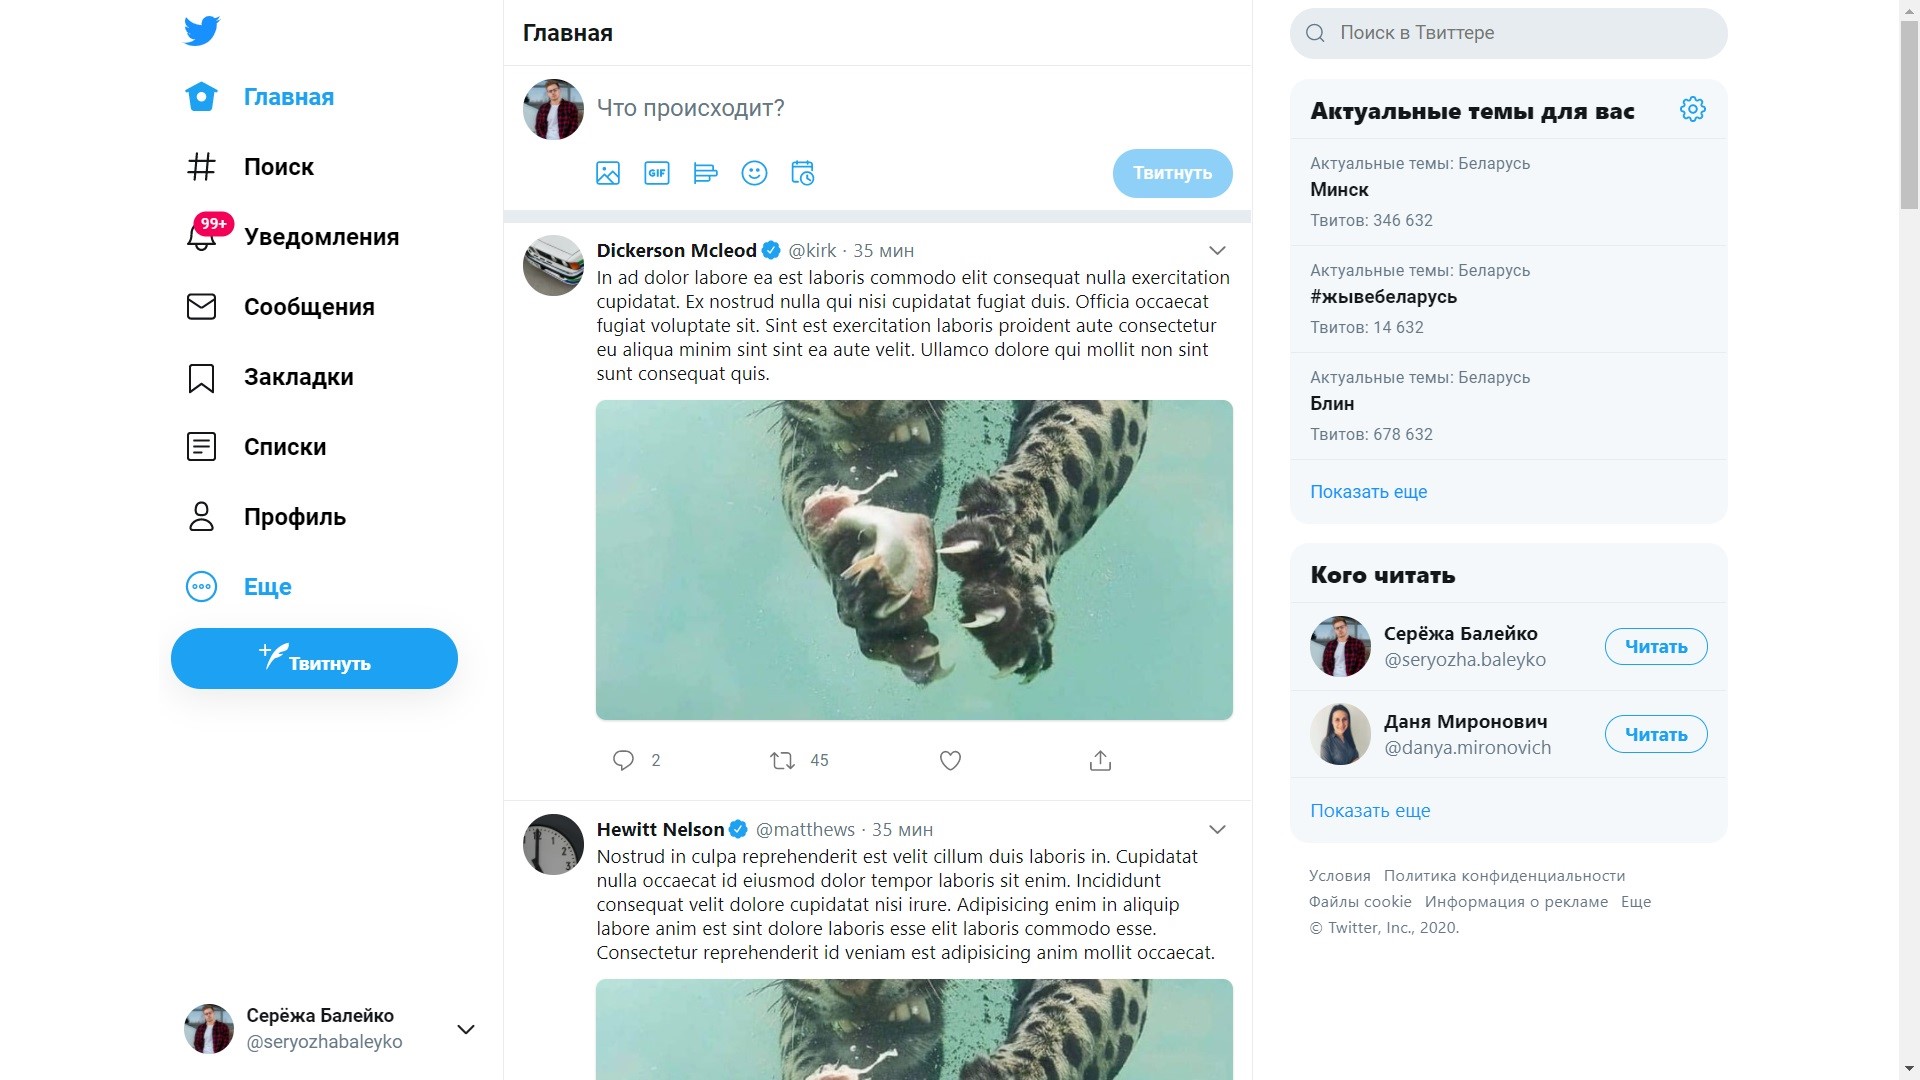 Главная
Поиск
99+
Уведомления
Сообщения
Закладки
Списки
Профиль
Еще
Твитнуть
Серёжа Балейко
@seryozhabaleyko
Главная
Что происходит?
GIF
Твитнуть
Dickerson Mcleod @kirk · 35 мин
In ad dolor labore ea est laboris commodo elit consequat nulla exercitation
cupidatat. Ex nostrud nulla qui nisi cupidatat fugiat duis. Officia occaecat
fugiat voluptate sit. Sint est exercitation laboris proident aute consectetur
eu aliqua minim sint sint ea aute velit. Ullamco dolore qui mollit non sint
sunt consequat quis.
2 45
Hewitt Nelson @matthews · 35 мин
Nostrud in culpa reprehenderit est velit cillum duis laboris in. Cupidatat
nulla occaecat id eiusmod dolor tempor laboris sit enim. Incididunt
consequat velit dolore cupidatat nisi irure. Adipisicing enim in aliquip
labore anim est sint dolore laboris esse elit laboris commodo esse.
Consectetur reprehenderit id veniam est adipisicing anim mollit occaecat.
Поиск в Твиттере
Актуальные темы для вас
Актуальные темы: Беларусь
Минск
Твитов: 346 632
Актуальные темы: Беларусь
#жывебеларусь
Твитов: 14 632
Актуальные темы: Беларусь
Блин
Твитов: 678 632
Показать еще
Кого читать
Серёжа Балейко
@seryozha.baleyko
Читать
Даня Миронович
@danya.mironovich
Читать
Показать еще
Условия Политика конфиденциальности
Файлы cookie Информация о рекламе Еще
© Twitter, Inc., 2020.